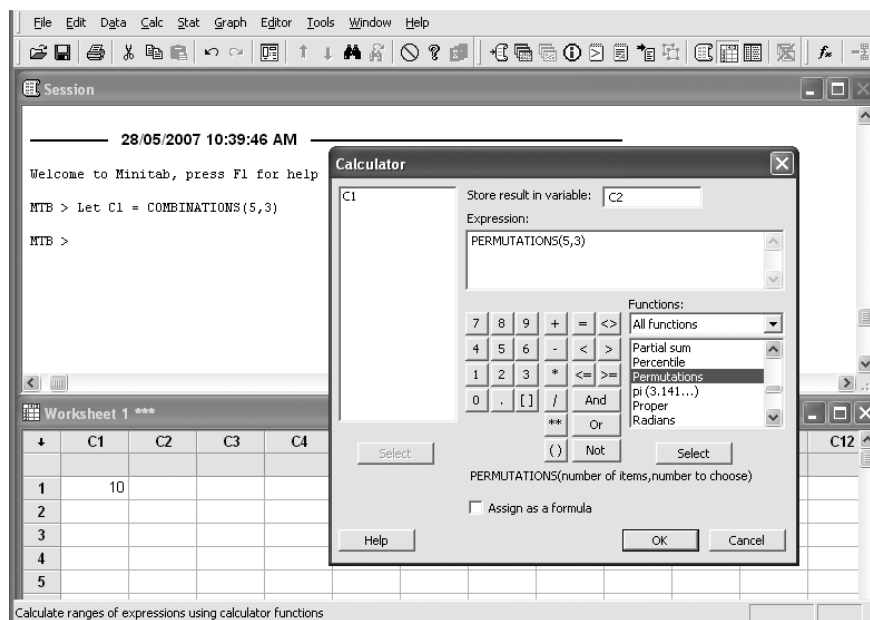 File Edit Data Calc Stat Graph Editor Tools Window Help
Session
28/05/2007 10:39:46 AM
Welcome to Minitab, press F1 for help
MTB > Let C1 = COMBINATIONS(5,3)
MTB >
Calculator
C1
Store result in variable: C2
Expression:
PERMUTATIONS(5,3)
Functions:
7 8 9 + = <> All functions
4 5 6 - < > Partial sum
Percentile
1 2 3 * <= >= Permutations
pi (3.141...)
0 . [] / And Proper
** Or Radians
Select () Not Select
PERMUTATIONS(number of items,number to choose)
Assign as a formula
Help OK Cancel
Worksheet 1 ***
C1 C2 C3 C4 C12
1 10
2
3
4
5
Calculate ranges of expressions using calculator functions